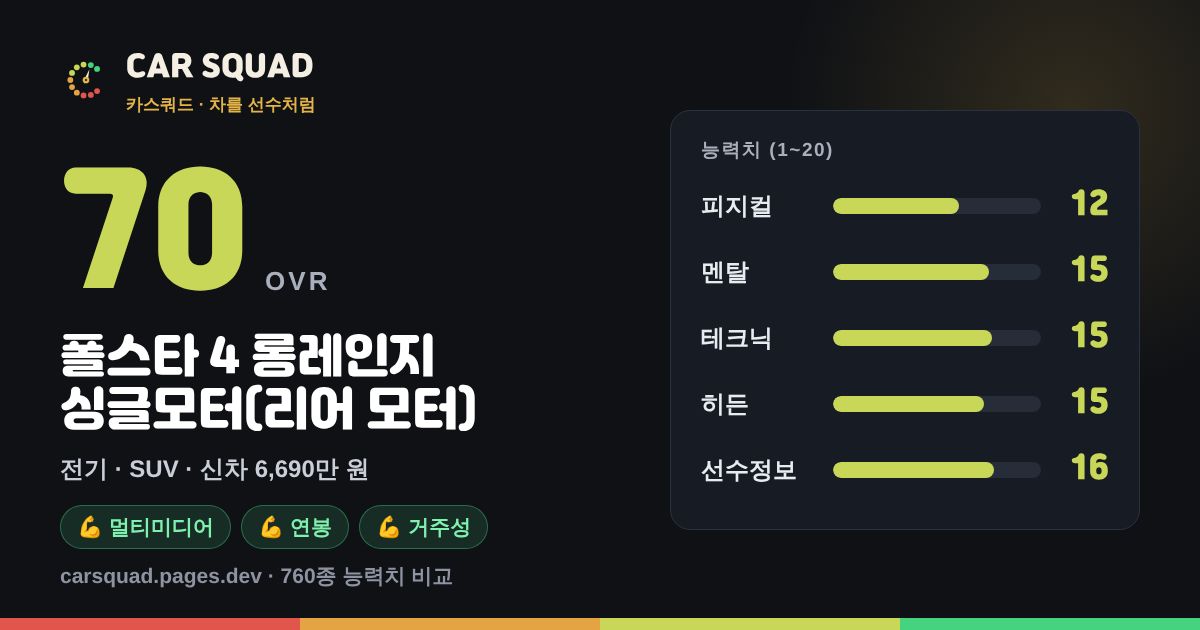 CAR SQUAD
카스쿼드 · 차를 선수처럼
70 OVR
폴스타 4 롱레인지
싱글모터(리어 모터)
전기 · SUV · 신차 6,690만 원
💪 멀티미디어 💪 연봉 💪 거주성
carsquad.pages.dev · 760종 능력치 비교
능력치 (1~20)
피지컬 12
멘탈 15
테크닉 15
히든 15
선수정보 16